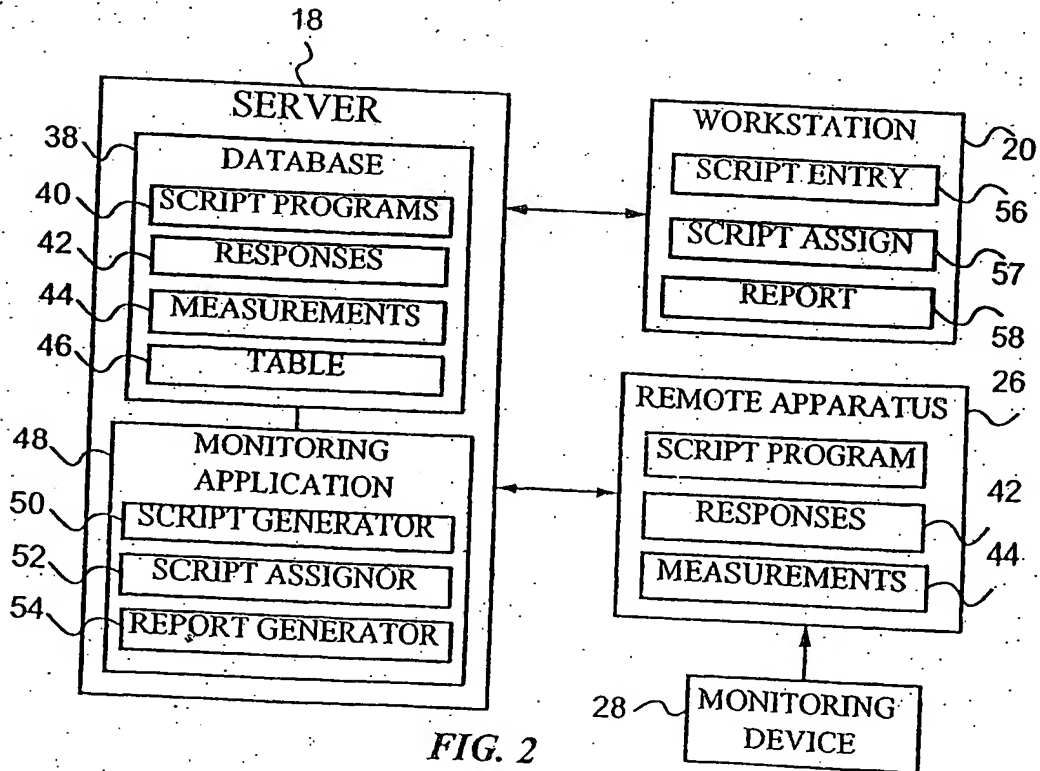 18
SERVER
38
DATABASE
40
SCRIPT PROGRAMS
42
RESPONSES
44
MEASUREMENTS
46
TABLE
48
MONITORING
APPLICATION
50
SCRIPT GENERATOR
52
SCRIPT ASSIGNOR
54
REPORT GENERATOR
WORKSTATION
20
SCRIPT ENTRY
56
SCRIPT ASSIGN
57
REPORT
58
26
REMOTE APPARATUS
SCRIPT PROGRAM
42
RESPONSES
44
MEASUREMENTS
28
MONITORING
DEVICE
FIG. 2